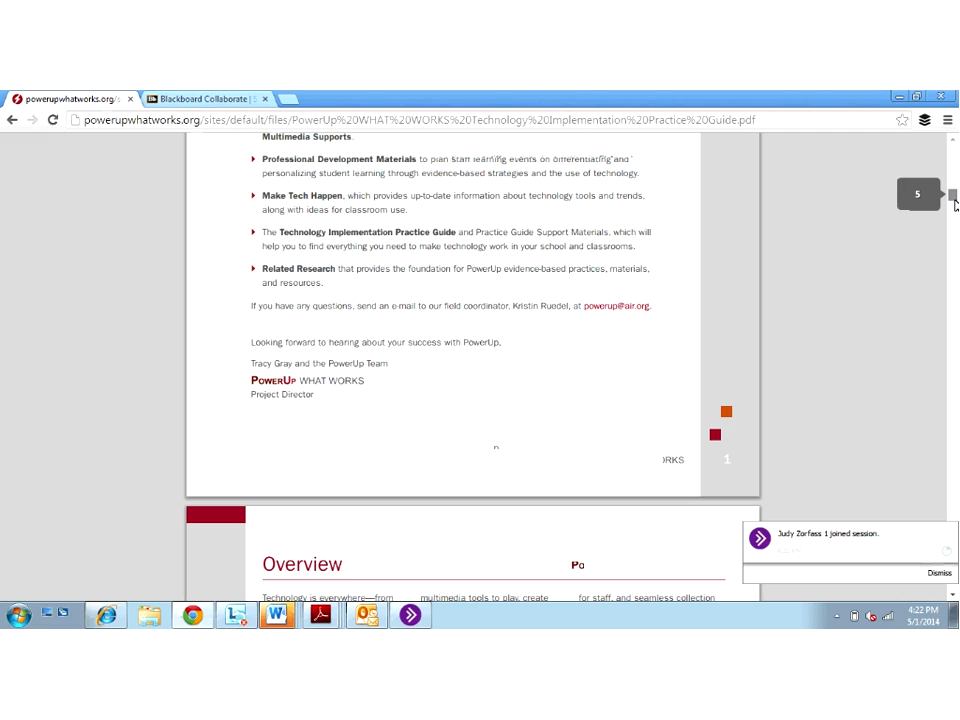 powerupwhatworks.org/s
Blackboard Collaborate | S
powerupwhatworks.org/sites/default/files/PowerUp%20WHAT%20WORKS%20Technology%20Implementation%20Practice%20Guide.pdf
Multimedia Supports.
Professional Development Materials to plan start learning events on differentiating and
personalizing student learning through evidence-based strategies and the use of technology.
5
Make Tech Happen, which provides up-to-date information about technology tools and trends,
along with ideas for classroom use.
The Technology Implementation Practice Guide and Practice Guide Support Materials, which will
help you to find everything you need to make technology work in your school and classrooms.
Related Research that provides the foundation for PowerUp evidence-based practices, materials,
and resources.
If you have any questions, send an e-mail to our field coordinator, Kristin Ruedel, at powerup@air.org.
Looking forward to hearing about your success with PowerUp,
Tracy Gray and the PowerUp Team
POWERUP WHAT WORKS
Project Director
ORKS 1
Judy Zorfass 1 joined session.
Dismiss
Overview Po
Technology is everywhere—from multimedia tools to play, create for staff, and seamless collection
4:22 PM
5/1/2014